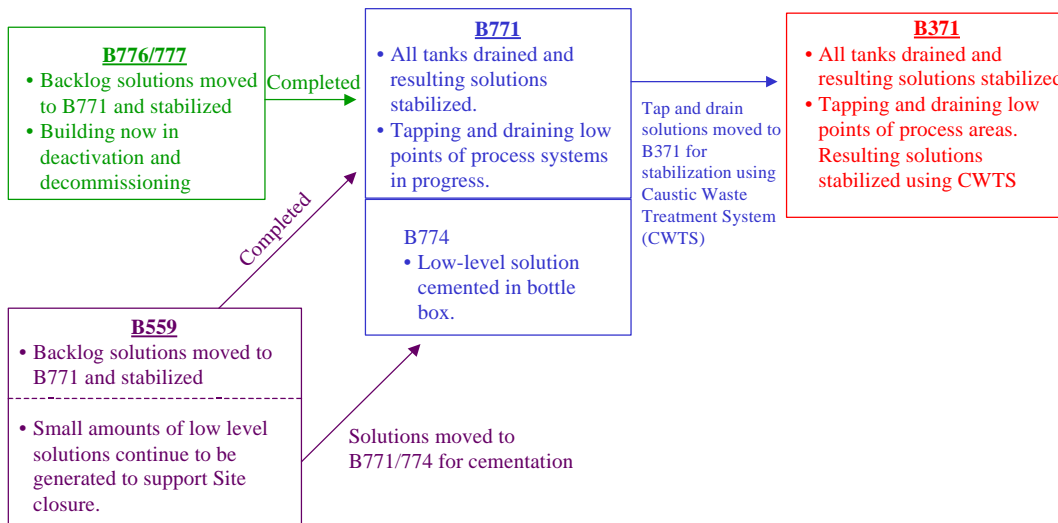 B776/777
• Backlog solutions moved
to B771 and stabilized
• Building now in
deactivation and
decommissioning
Completed
B771
• All tanks drained and
resulting solutions
stabilized.
• Tapping and draining low
points of process systems
in progress.
Tap and drain
solutions moved to
B371 for
stabilization using
Caustic Waste
Treatment System
(CWTS)
B371
• All tanks drained and
resulting solutions stabilized
• Tapping and draining low
points of process areas.
Resulting solutions
stabilized using CWTS
Completed
B774
• Low-level solution
cemented in bottle
box.
B559
• Backlog solutions moved to
B771 and stabilized
• Small amounts of low level
solutions continue to be
generated to support Site
closure.
Solutions moved to
B771/774 for cementation